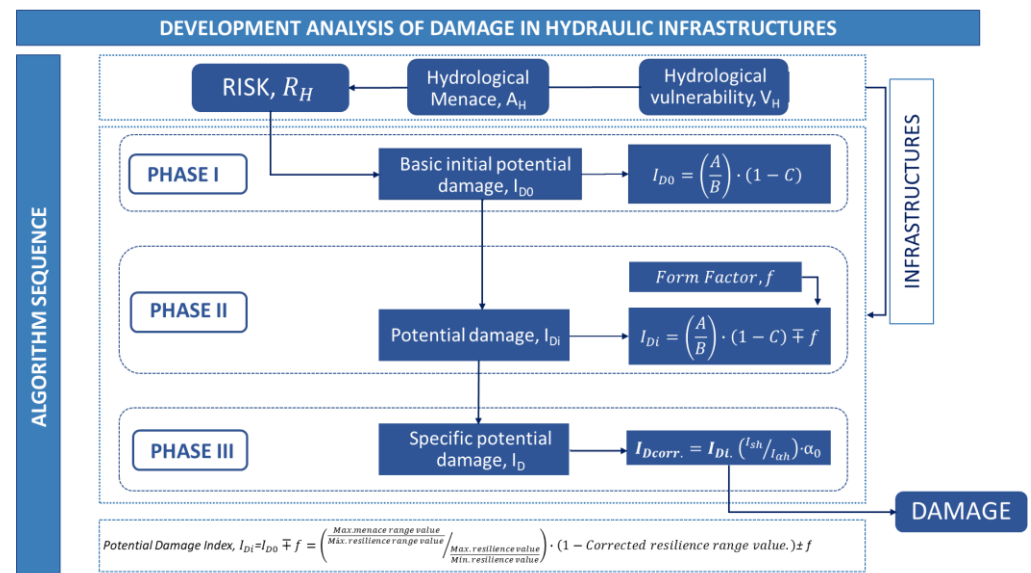 DEVELOPMENT ANALYSIS OF DAMAGE IN HYDRAULIC INFRASTRUCTURES
ALGORITHM SEQUENCE
RISK, R_H
Hydrological
Menace, A_H
Hydrological
vulnerability, V_H
INFRASTRUCTURES
PHASE I
Basic initial potential
damage, I_D0
I_D0 = (A/B) · (1 − C)
PHASE II
Form Factor, f
Potential damage, I_Di
I_Di = (A/B) · (1 − C) ∓ f
PHASE III
Specific potential
damage, I_D
I_Dcorr. = I_Di. (I_sh/I_αh)·α_0
DAMAGE
Potential Damage Index, I_Di=I_D0 ∓ f = ((Max.menace range value/Mix.resilience range value)/(Max.resilience value/Min.resilience value)) · (1 − Corrected resilience range value.)± f